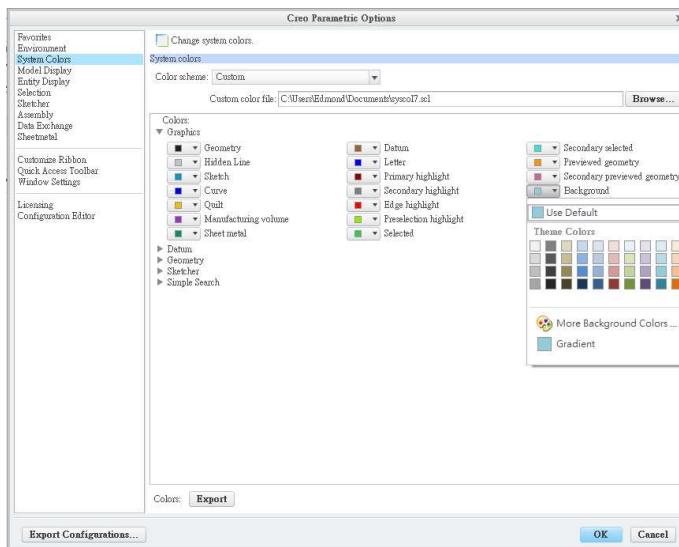 Creo Parametric Options
Favorites
Environment
System Colors
Model Display
Entity Display
Selection
Sketcher
Assembly
Data Exchange
Sheetmetal
Customize Ribbon
Quick Access Toolbar
Window Settings
Licensing
Configuration Editor
Change system colors.
System colors
Color scheme: Custom
Custom color file: C:\Users\Edmond\Documents\syscol7.scl Browse...
Colors:
Graphics
Geometry Datum Secondary selected
Hidden Line Letter Previewed geometry
Sketch Primary highlight Secondary previewed geometry
Curve Secondary highlight Background
Quilt Edge highlight
Manufacturing volume Preselection highlight
Sheet metal Selected
Use Default
Theme Colors
More Background Colors ...
Gradient
Datum
Geometry
Sketcher
Simple Search
Colors: Export
Export Configurations... OK Cancel